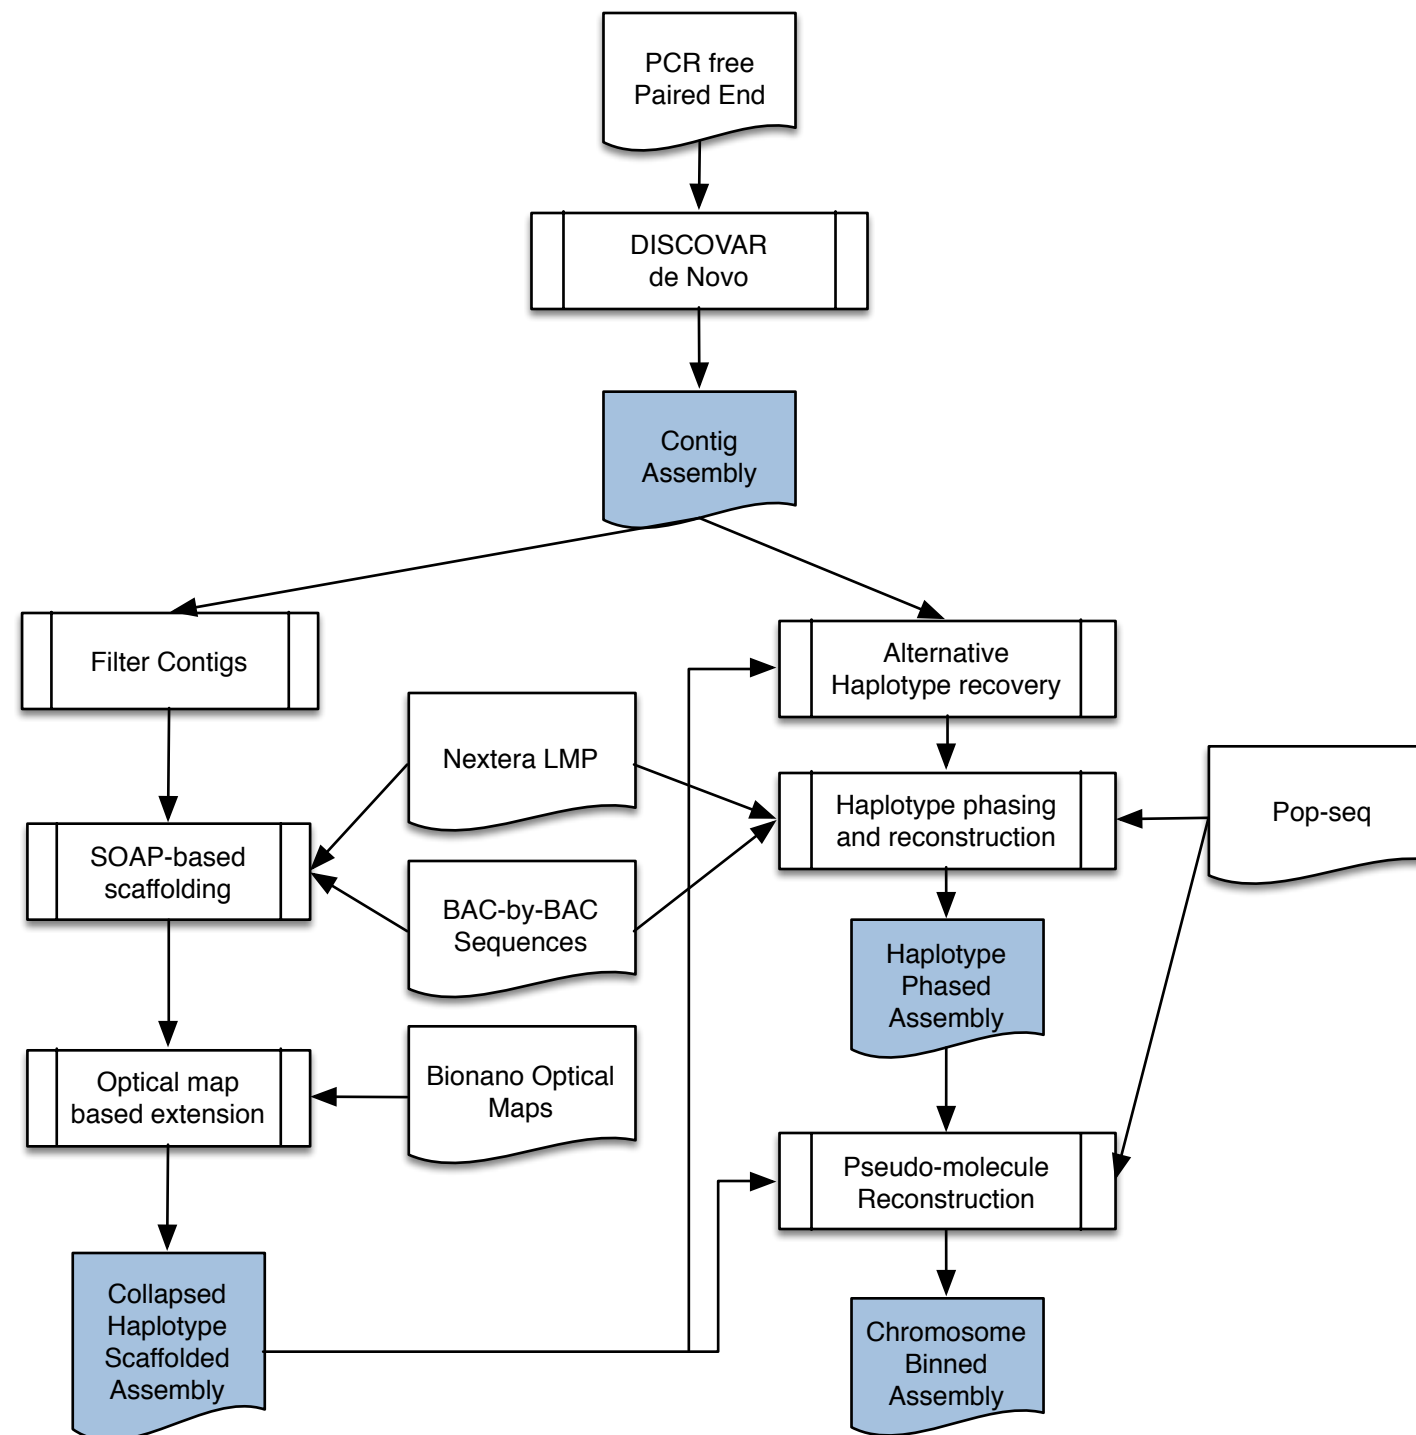 PCR free
Paired End
DISCOVAR
de Novo
Contig
Assembly
Filter Contigs
Alternative
Haplotype recovery
Nextera LMP
Haplotype phasing
and reconstruction
Pop-seq
SOAP-based
scaffolding
BAC-by-BAC
Sequences
Haplotype
Phased
Assembly
Optical map
based extension
Bionano Optical
Maps
Pseudo-molecule
Reconstruction
Collapsed
Haplotype
Scaffolded
Assembly
Chromosome
Binned
Assembly